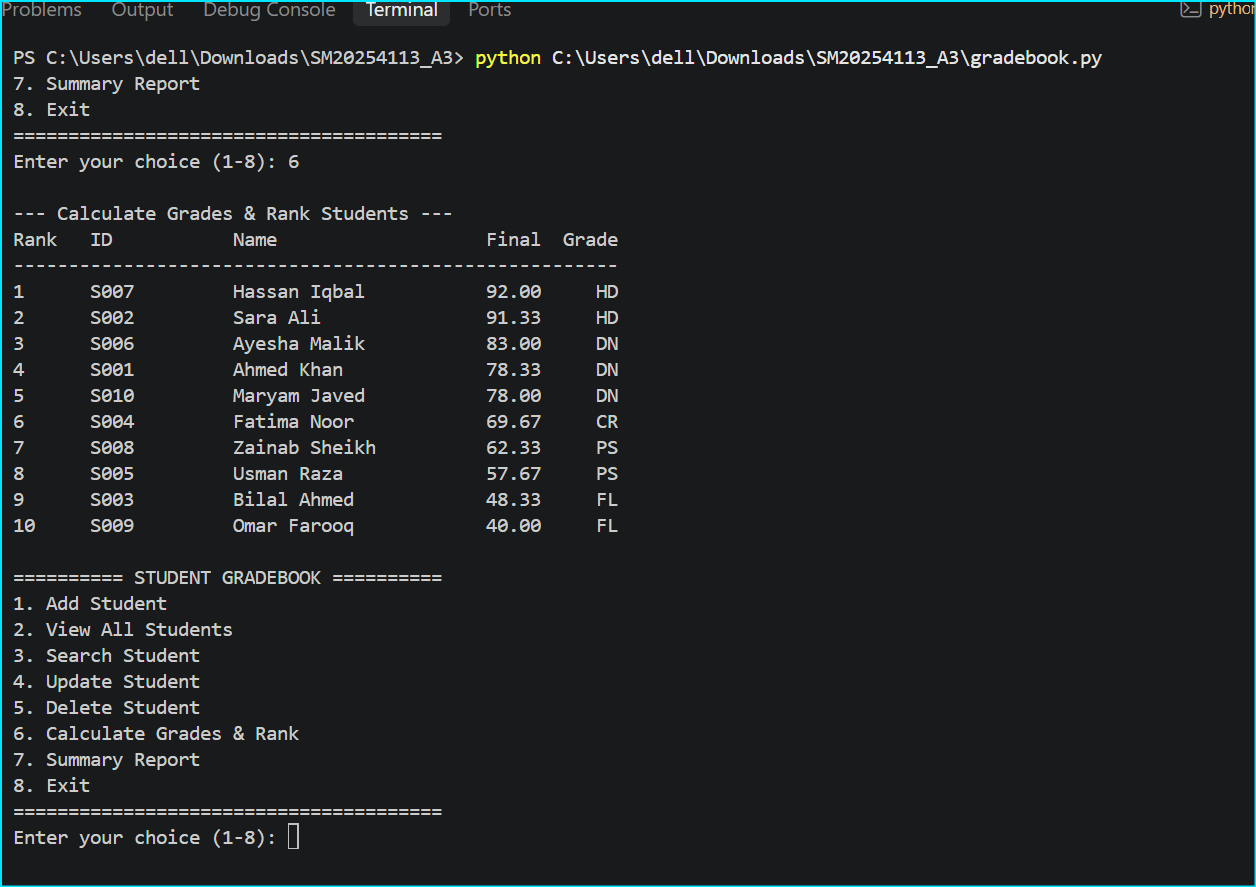 Problems Output Debug Console Terminal Ports
PS C:\Users\dell\Downloads\SM20254113_A3> python C:\Users\dell\Downloads\SM20254113_A3\gradebook.py
7. Summary Report
8. Exit
=======================================
Enter your choice (1-8): 6
--- Calculate Grades & Rank Students ---
Rank ID Name Final Grade
-------------------------------------------------------
1 S007 Hassan Iqbal 92.00 HD
2 S002 Sara Ali 91.33 HD
3 S006 Ayesha Malik 83.00 DN
4 S001 Ahmed Khan 78.33 DN
5 S010 Maryam Javed 78.00 DN
6 S004 Fatima Noor 69.67 CR
7 S008 Zainab Sheikh 62.33 PS
8 S005 Usman Raza 57.67 PS
9 S003 Bilal Ahmed 48.33 FL
10 S009 Omar Farooq 40.00 FL
========== STUDENT GRADEBOOK ==========
1. Add Student
2. View All Students
3. Search Student
4. Update Student
5. Delete Student
6. Calculate Grades & Rank
7. Summary Report
8. Exit
=======================================
Enter your choice (1-8):